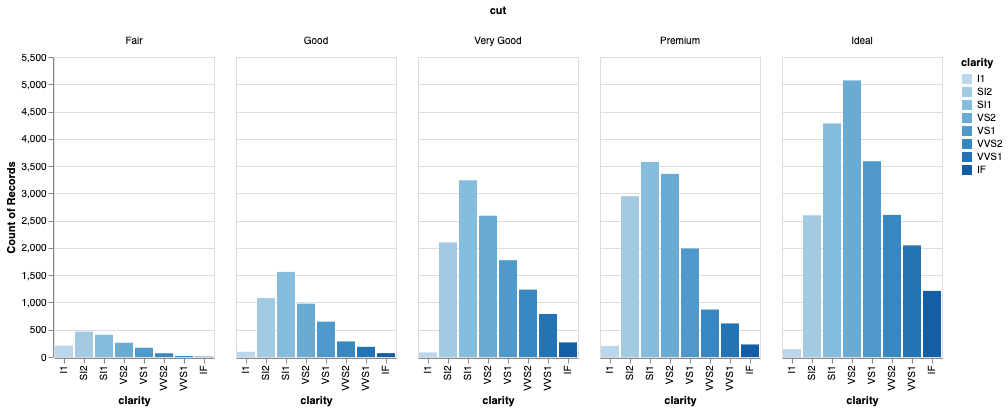 cut
Fair Good Very Good Premium Ideal
clarity
I1
SI2
SI1
VS2
VS1
VVS2
VVS1
IF
Count of Records
5,500
5,000
4,500
4,000
3,500
3,000
2,500
2,000
1,500
1,000
500
0
I1 SI2 SI1 VS2 VS1 VVS2 VVS1 IF
clarity
I1 SI2 SI1 VS2 VS1 VVS2 VVS1 IF
clarity
I1 SI2 SI1 VS2 VS1 VVS2 VVS1 IF
clarity
I1 SI2 SI1 VS2 VS1 VVS2 VVS1 IF
clarity
I1 SI2 SI1 VS2 VS1 VVS2 VVS1 IF
clarity